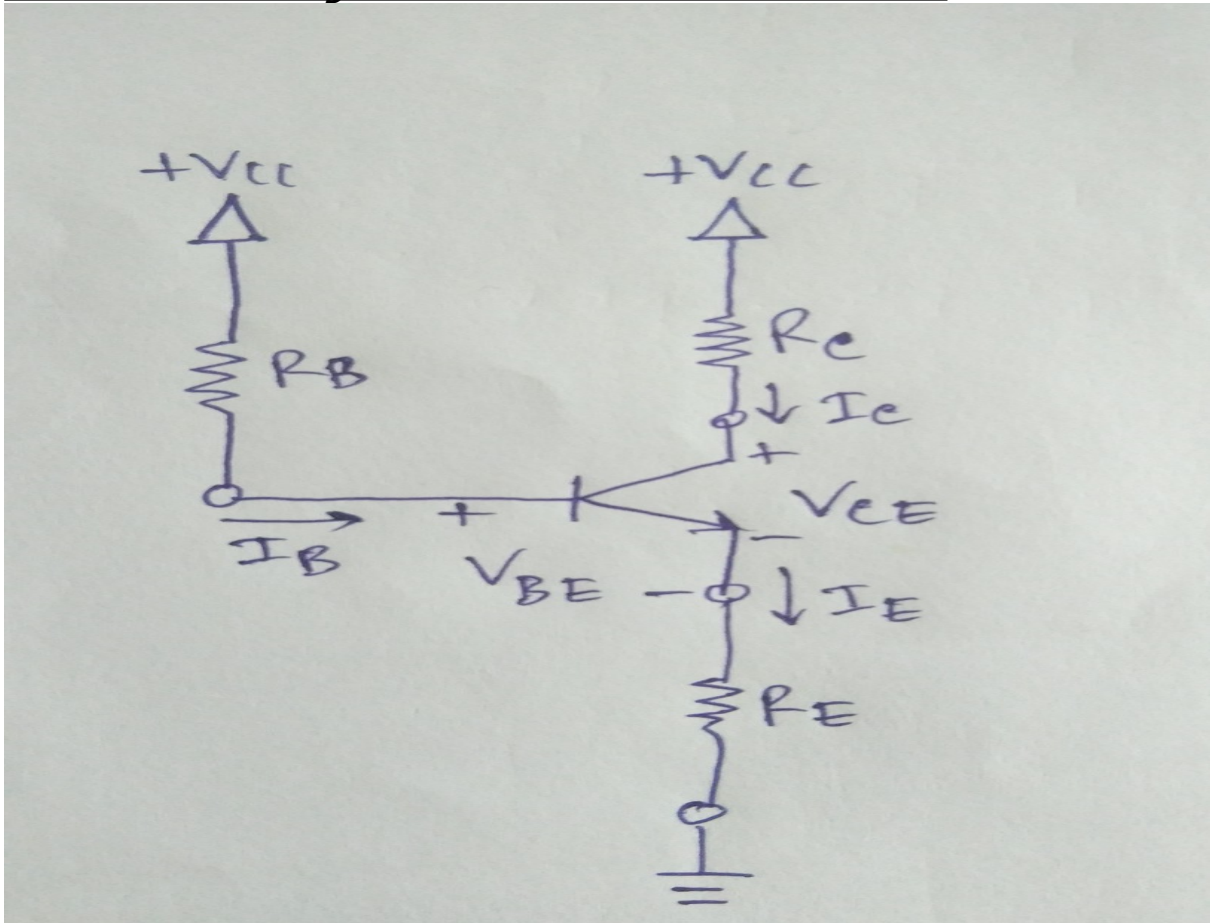 +VCC +VCC
RB
Rc
Ic
+
+ VCE
IB
-
VBE - IE
RE